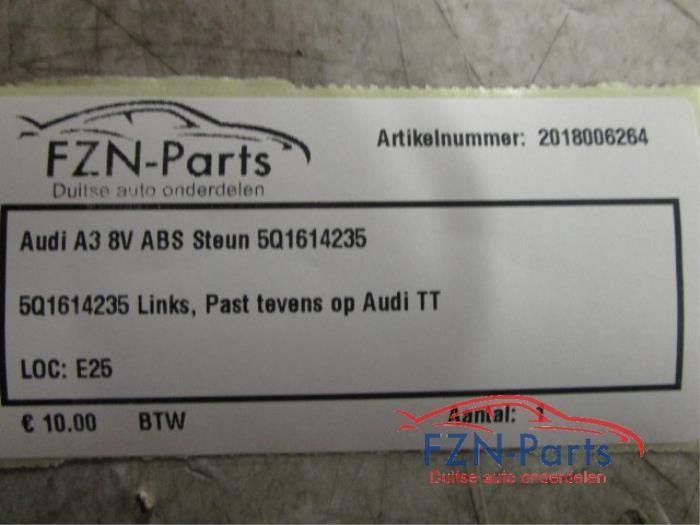 FZN-Parts
Duitse auto onderdelen
Artikelnummer: 2018006264
Audi A3 8V ABS Steun 5Q1614235
5Q1614235 Links, Past tevens op Audi TT
LOC: E25
€ 10.00 BTW Aantal: 1
FZN-Parts
Duitse auto onderdelen